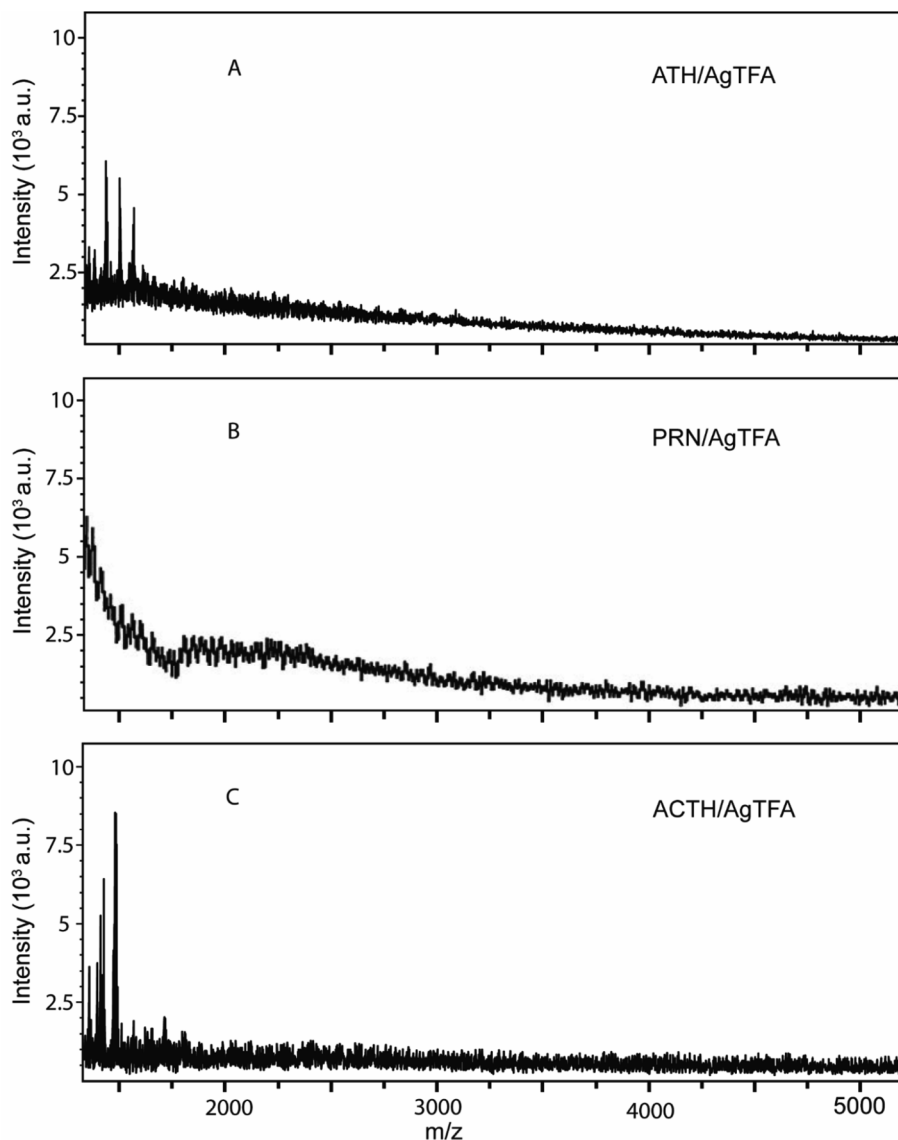 10
A
ATH/AgTFA
7.5
5
2.5
Intensity (10³ a.u.)
10
B
PRN/AgTFA
7.5
5
2.5
Intensity (10³ a.u.)
10
C
ACTH/AgTFA
7.5
5
2.5
Intensity (10³ a.u.)
2000 3000 4000 5000
m/z